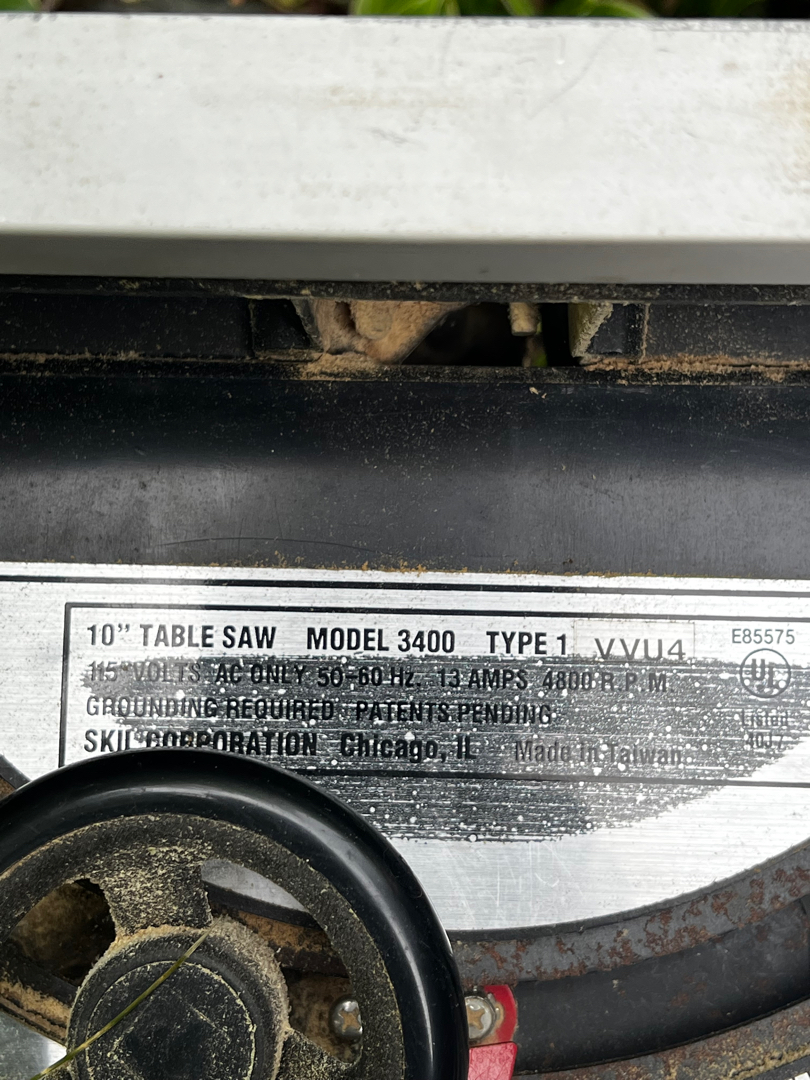 10" TABLE SAW MODEL 3400 TYPE 1 VVU4 E85575
115 VOLTS AC ONLY 50-60 Hz. 13 AMPS 4800 R.P.M. UL
GROUNDING REQUIRED PATENTS PENDING Listed
SKIL CORPORATION Chicago, IL Made In Taiwan 40J7